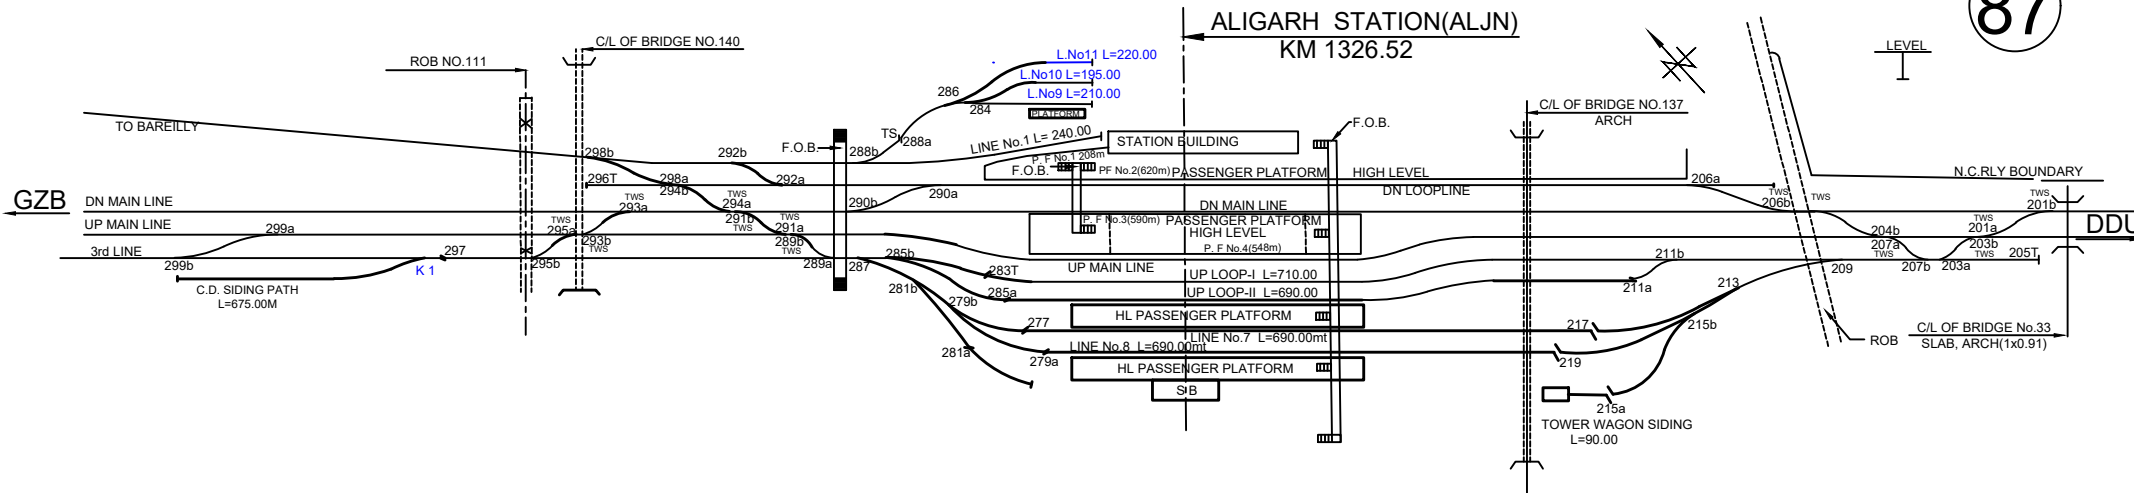 87
ALIGARH STATION(ALJN)
KM 1326.52
C/L OF BRIDGE NO.140
ROB NO.111
L.No11 L=220.00
L.No10 L=195.00
L.No9 L=210.00
LEVEL
286
284
PLATFORM
C/L OF BRIDGE NO.137
ARCH
F.O.B.
TO BAREILLY
TS
288a
LINE No.1 L= 240.00
STATION BUILDING
F.O.B.
298b
292b
288b
P. F No.1 208m
F.O.B.
PF No.2(620m)
PASSENGER PLATFORM
HIGH LEVEL
N.C.RLY BOUNDARY
296T
298a
292a
294b
290a
DN LOOPLINE
206a
GZB
DN MAIN LINE
TWS
293a
TWS
294a
290b
DN MAIN LINE
TWS
206b
TWS
TWS
201b
UP MAIN LINE
299a
TWS
295a
291b
TWS
TWS
291a
P. F No.3(590m)
PASSENGER PLATFORM
HIGH LEVEL
204b
TWS
201a
DDU
3rd LINE
297
293b
TWS
289b
TWS
285b
P. F No.4(548m)
211b
207a
TWS
203b
TWS
205T
299b
K 1
295b
289a
287
283T
UP MAIN LINE
UP LOOP-I L=710.00
209
207b
203a
C.D. SIDING PATH
L=675.00M
281b
285a
UP LOOP-II L=690.00
211a
213
279b
HL PASSENGER PLATFORM
277
217
215b
C/L OF BRIDGE No.33
SLAB, ARCH(1x0.91)
LINE No.7 L=690.00mt
LINE No.8 L=690.00mt
ROB
281a
279a
219
HL PASSENGER PLATFORM
S B
215a
TOWER WAGON SIDING
L=90.00